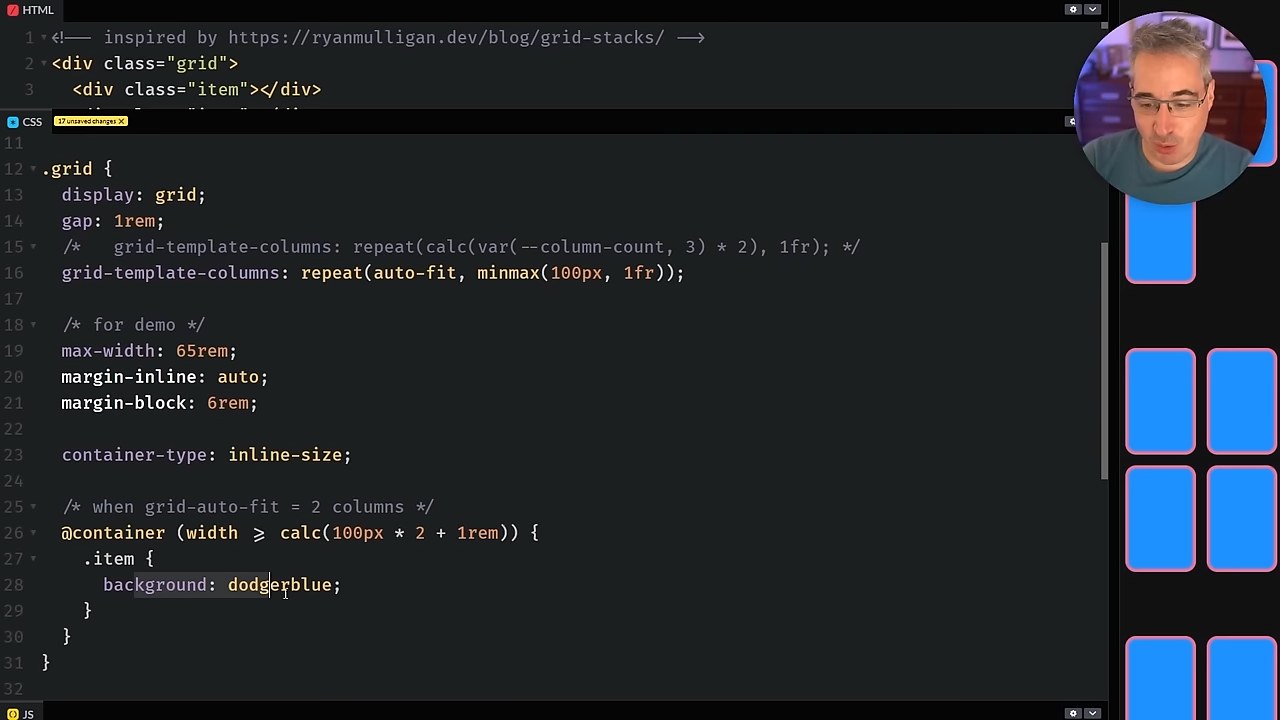 HTML
1 <!-- inspired by https://ryanmulligan.dev/blog/grid-stacks/ -->
2 <div class="grid">
3 <div class="item"></div>
CSS 17 unsaved changes X
11
12 .grid {
13 display: grid;
14 gap: 1rem;
15 /* grid-template-columns: repeat(calc(var(--column-count, 3) * 2), 1fr); */
16 grid-template-columns: repeat(auto-fit, minmax(100px, 1fr));
17
18 /* for demo */
19 max-width: 65rem;
20 margin-inline: auto;
21 margin-block: 6rem;
22
23 container-type: inline-size;
24
25 /* when grid-auto-fit = 2 columns */
26 @container (width >= calc(100px * 2 + 1rem)) {
27 .item {
28 background: dodgerblue;
29 }
30 }
31 }
32
JS